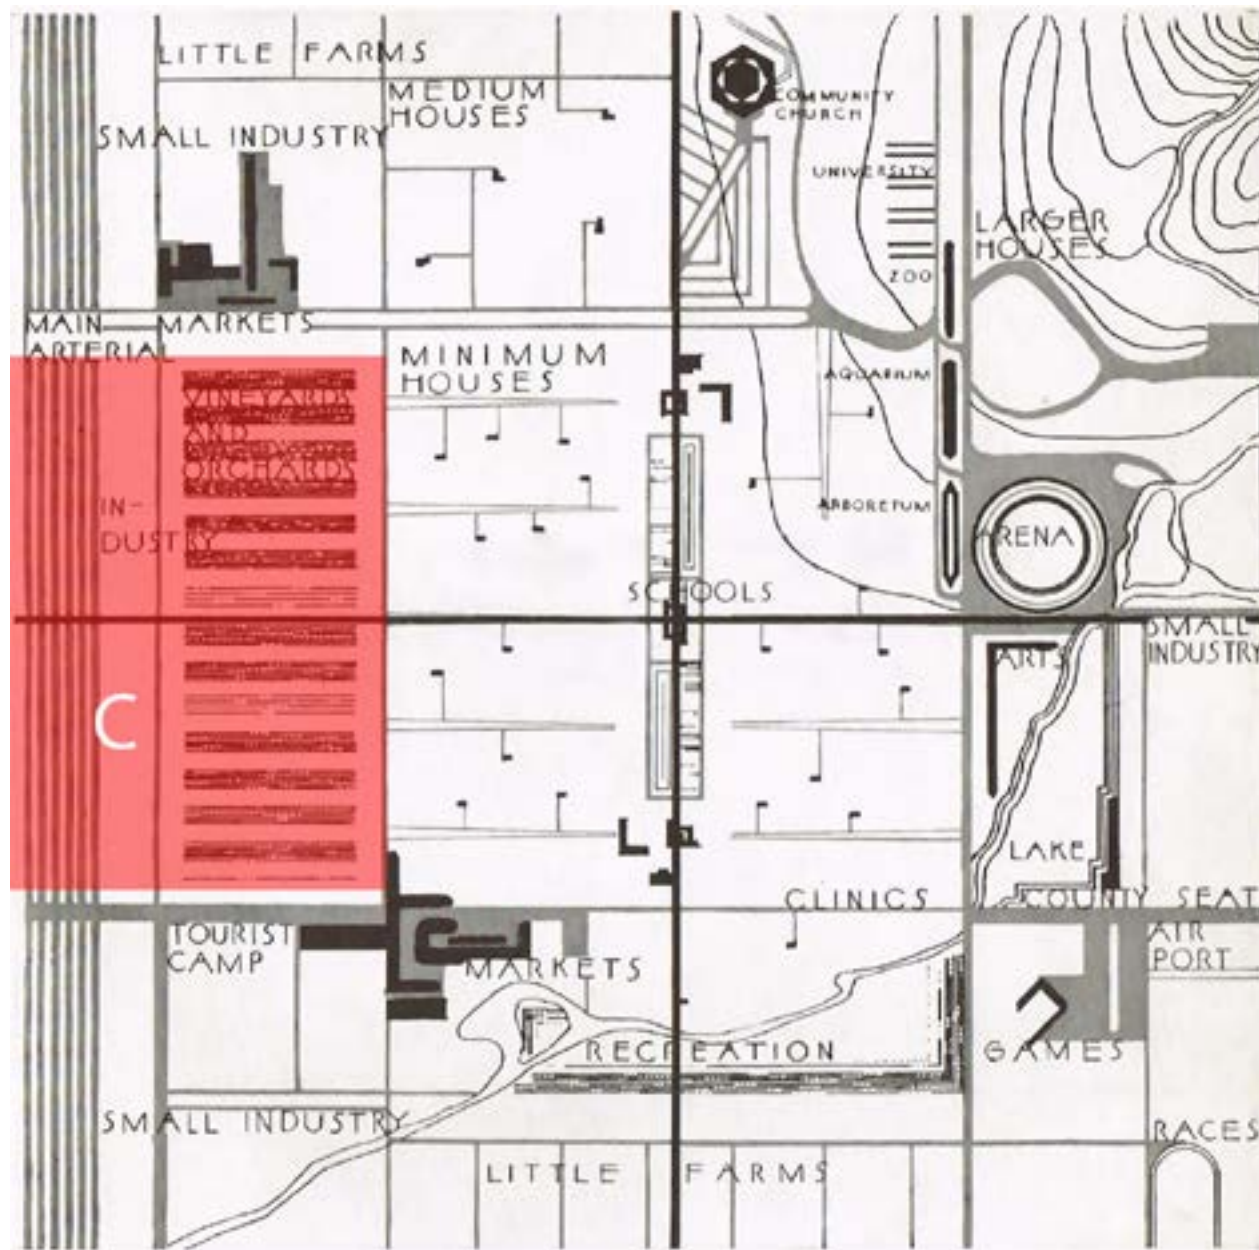 LITTLE FARMS
MEDIUM
HOUSES
SMALL INDUSTRY
COMMUNITY
CHURCH
UNIVERSITY
LARGER
HOUSES
ZOO
MAIN
ARTERIAL
MARKETS
MINIMUM
HOUSES
AQUARIUM
VINEYARDS
AND
ORCHARDS
IN-
DUSTRY
ARBORETUM
ARENA
SCHOOLS
SMALL
INDUSTRY
ARTS
C
LAKE
CLINICS
COUNTY SEAT
TOURIST
CAMP
MARKETS
AIR
PORT
RECREATION
GAMES
SMALL INDUSTRY
RACES
LITTLE FARMS